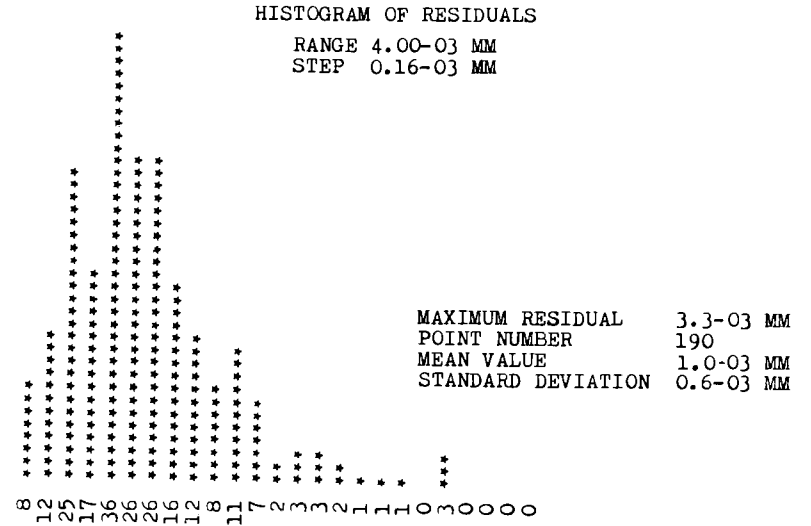 HISTOGRAM OF RESIDUALS
RANGE 4.00-03 MM
STEP 0.16-03 MM
MAXIMUM RESIDUAL 3.3-03 MM
POINT NUMBER 190
MEAN VALUE 1.0-03 MM
STANDARD DEVIATION 0.6-03 MM
8 12 25 17 36 26 26 16 12 8 11 7 2 3 3 2 1 1 1 0 3 0 0 0 0